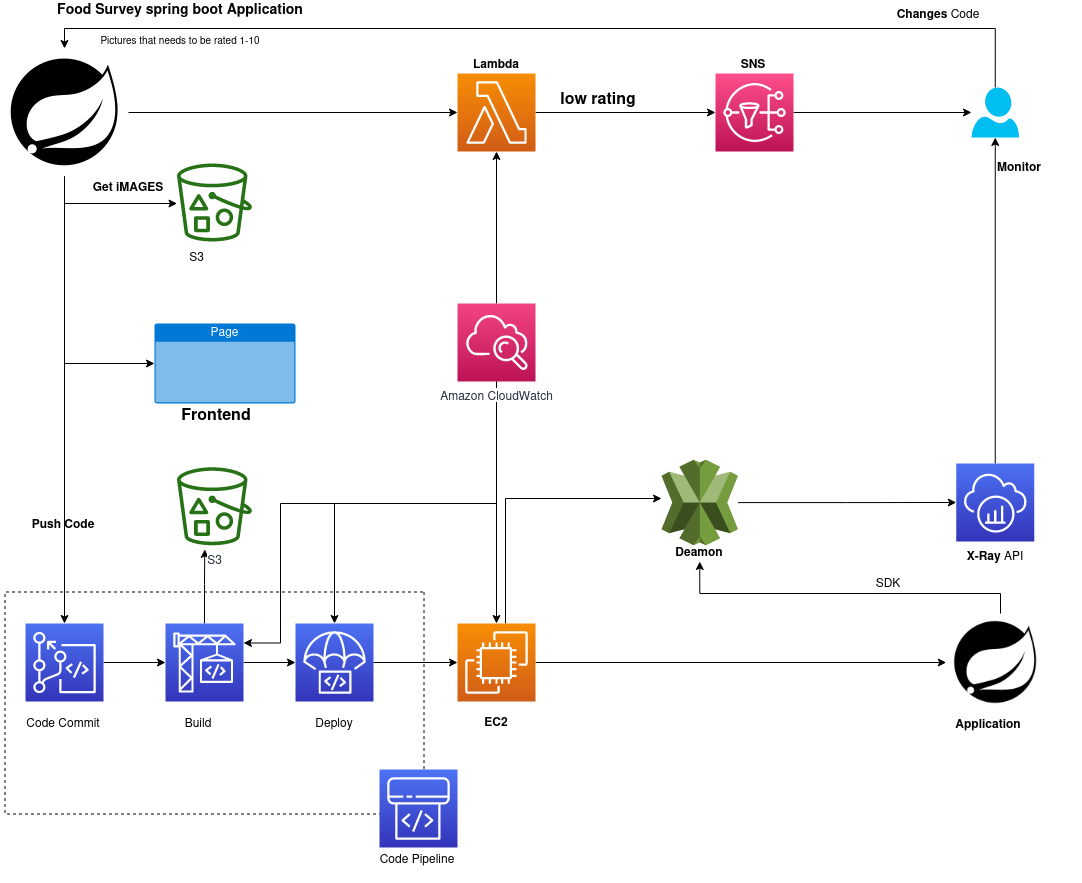 Food Survey spring boot Application
Changes Code
Pictures that needs to be rated 1-10
Lambda
SNS
low rating
Monitor
Get iMAGES
S3
Page
Frontend
Amazon CloudWatch
Push Code
S3
Deamon
X-Ray API
SDK
</>
</>
</>
Code Commit
Build
Deploy
EC2
Application
</>
Code Pipeline